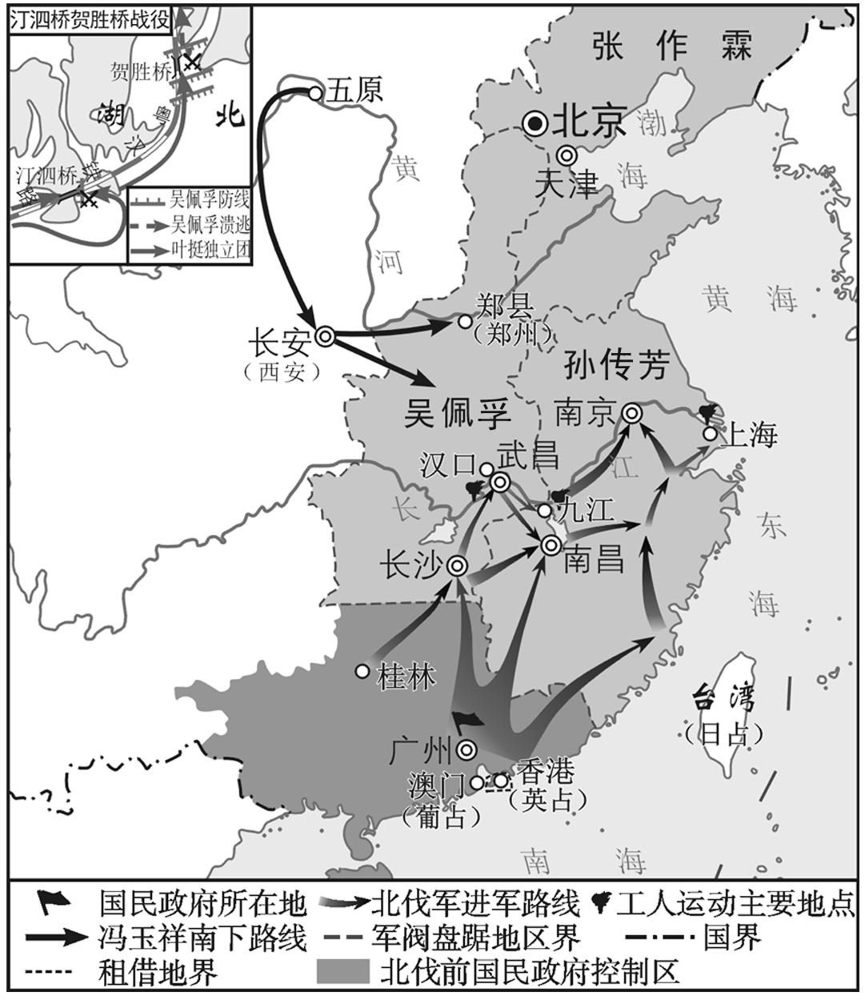 汀泗桥贺胜桥战役
贺胜桥
湖 北
粤
汉
铁
路
汀泗桥
吴佩孚防线
吴佩孚溃逃
叶挺独立团
张作霖
五原
北京
渤
海
天津
黄
河
郑县
(郑州)
黄海
长安
(西安)
孙传芳
吴佩孚
南京
上海
汉口
武昌
江
长
九江
东
海
长沙
南昌
桂林
台湾
(日占)
广州
香港
(英占)
澳门
(葡占)
南海
国民政府所在地
北伐军进军路线
工人运动主要地点
冯玉祥南下路线
军阀盘踞地区界
国界
租借地界
北伐前国民政府控制区